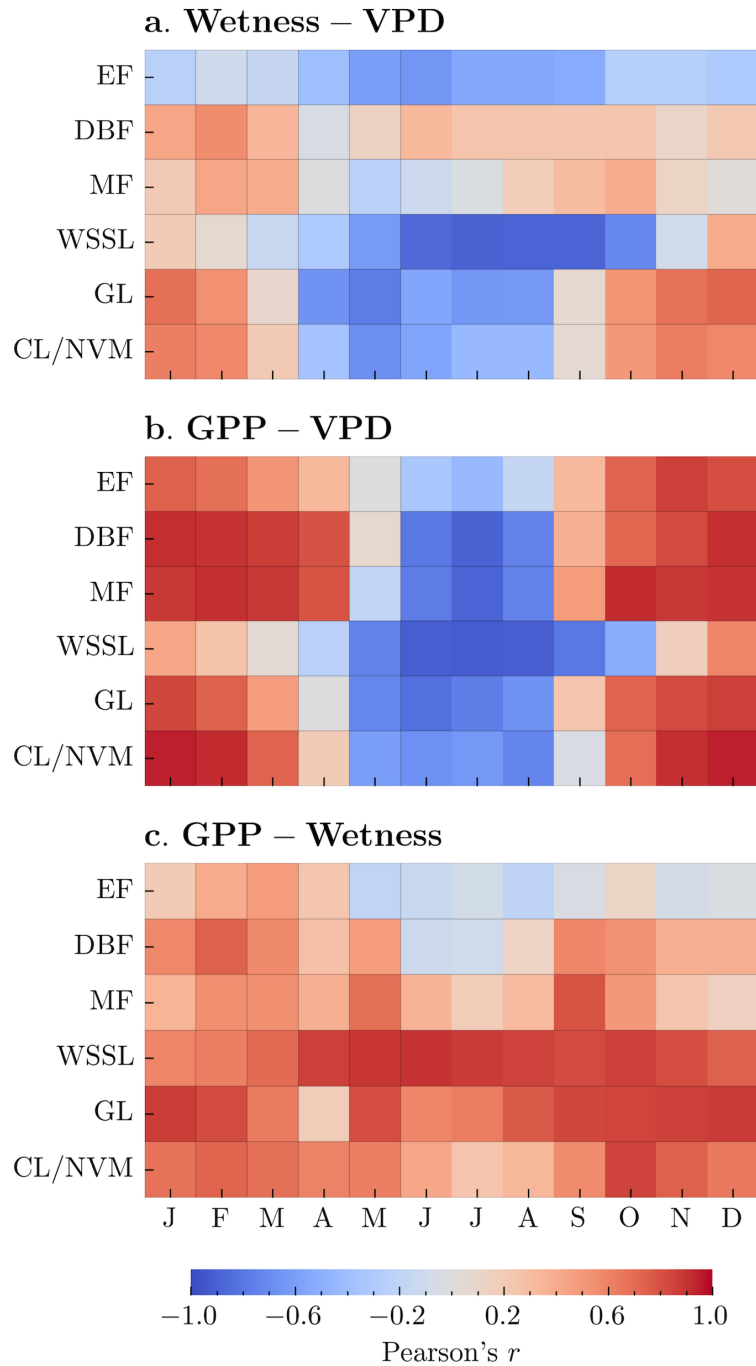 a. Wetness – VPD
EF
DBF
MF
WSSL
GL
CL/NVM
b. GPP – VPD
EF
DBF
MF
WSSL
GL
CL/NVM
c. GPP – Wetness
EF
DBF
MF
WSSL
GL
CL/NVM
J F M A M J J A S O N D
−1.0 −0.6 −0.2 0.2 0.6 1.0
Pearson's r